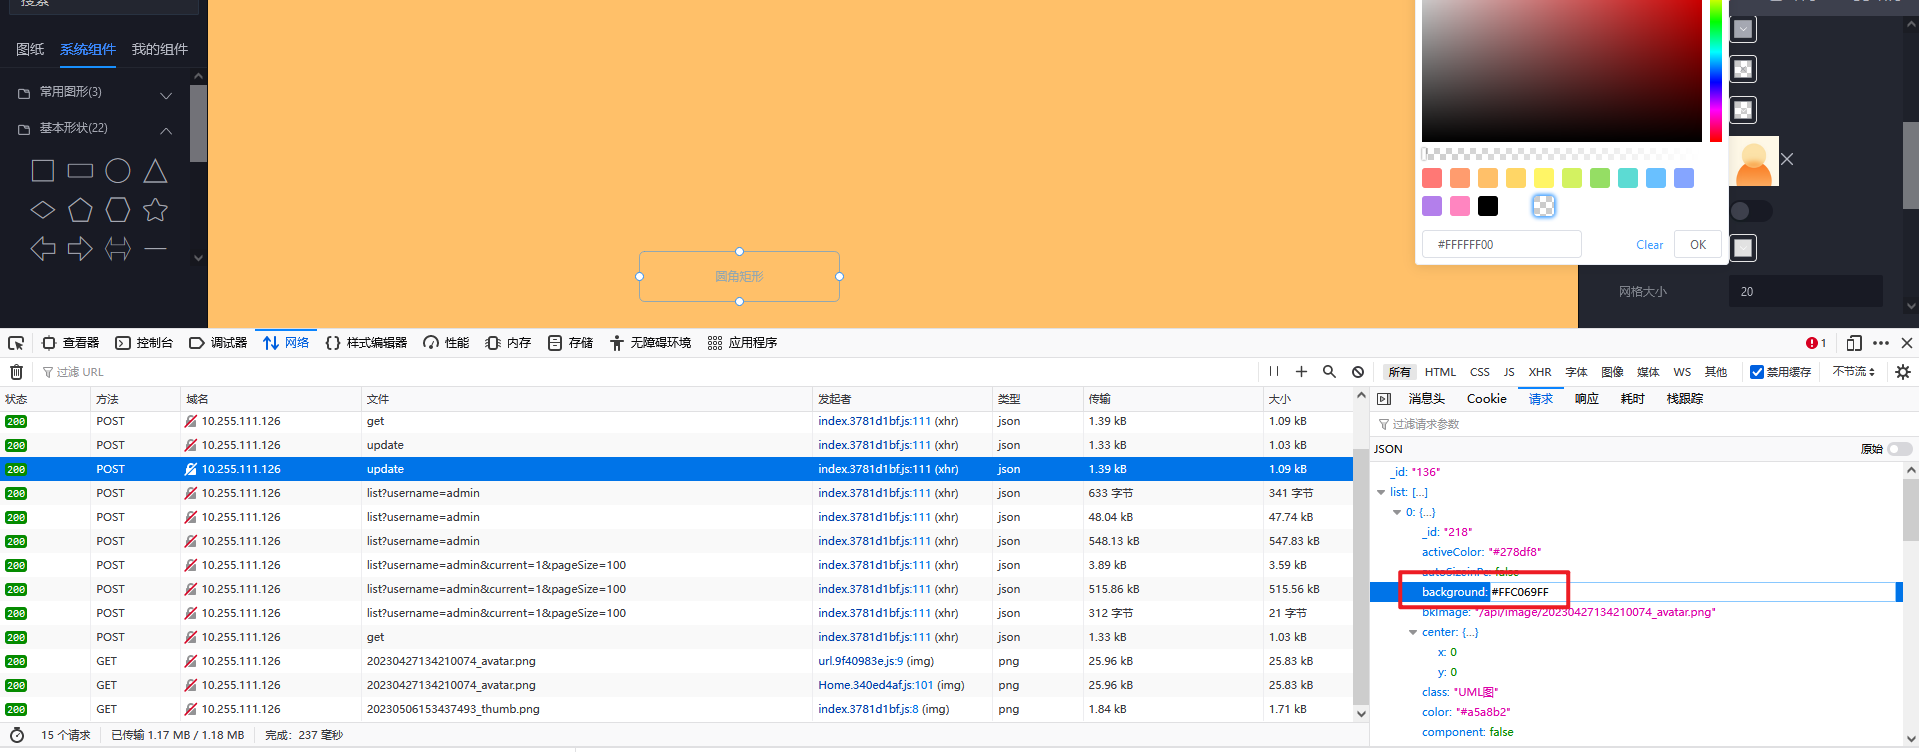 搜索
图纸 系统组件 我的组件
常用图形(3)
基本形状(22)
圆角矩形
#FFFFFF00 Clear OK
网格大小 20
查看器 控制台 调试器 网络 样式编辑器 性能 内存 存储 无障碍环境 应用程序 1
过滤 URL
所有 HTML CSS JS XHR 字体 图像 媒体 WS 其他 禁用缓存 不节流
状态 方法 域名 文件 发起者 类型 传输 大小
200 POST 10.255.111.126 get index.3781d1bf.js:111 (xhr) json 1.39 kB 1.09 kB
200 POST 10.255.111.126 update index.3781d1bf.js:111 (xhr) json 1.33 kB 1.03 kB
200 POST 10.255.111.126 update index.3781d1bf.js:111 (xhr) json 1.39 kB 1.09 kB
200 POST 10.255.111.126 list?username=admin index.3781d1bf.js:111 (xhr) json 633 字节 341 字节
200 POST 10.255.111.126 list?username=admin index.3781d1bf.js:111 (xhr) json 48.04 kB 47.74 kB
200 POST 10.255.111.126 list?username=admin index.3781d1bf.js:111 (xhr) json 548.13 kB 547.83 kB
200 POST 10.255.111.126 list?username=admin&current=1&pageSize=100 index.3781d1bf.js:111 (xhr) json 3.89 kB 3.59 kB
200 POST 10.255.111.126 list?username=admin&current=1&pageSize=100 index.3781d1bf.js:111 (xhr) json 515.86 kB 515.56 kB
200 POST 10.255.111.126 list?username=admin&current=1&pageSize=100 index.3781d1bf.js:111 (xhr) json 312 字节 21 字节
200 POST 10.255.111.126 get index.3781d1bf.js:111 (xhr) json 1.33 kB 1.03 kB
200 GET 10.255.111.126 20230427134210074_avatar.png url.9f40983e.js:9 (img) png 25.96 kB 25.83 kB
200 GET 10.255.111.126 20230427134210074_avatar.png Home.340ed4af.js:101 (img) png 25.96 kB 25.83 kB
200 GET 10.255.111.126 20230506153437493_thumb.png index.3781d1bf.js:8 (img) png 1.84 kB 1.71 kB
15 个请求 已传输 1.17 MB / 1.18 MB 完成：237 毫秒
消息头 Cookie 请求 响应 耗时 栈跟踪
过滤请求参数
JSON 原始
_id: "136"
list: [...]
0: {...}
_id: "218"
activeColor: "#278df8"
autoSizeinPc: false
background: #FFC069FF
bkImage: "/api/image/20230427134210074_avatar.png"
center: {...}
x: 0
y: 0
class: "UML图"
color: "#a5a8b2"
component: false